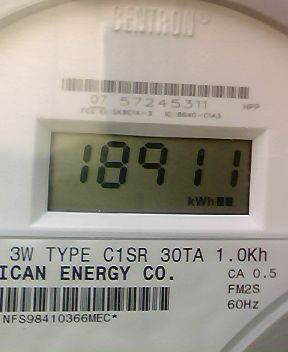 CENTRON®
07 57245311 HPP
18911
kWh
3W TYPE C1SR 30TA 1.0Kh
ICAN ENERGY CO. CA 0.5
FM2S
60Hz
NFS98410366MEC*